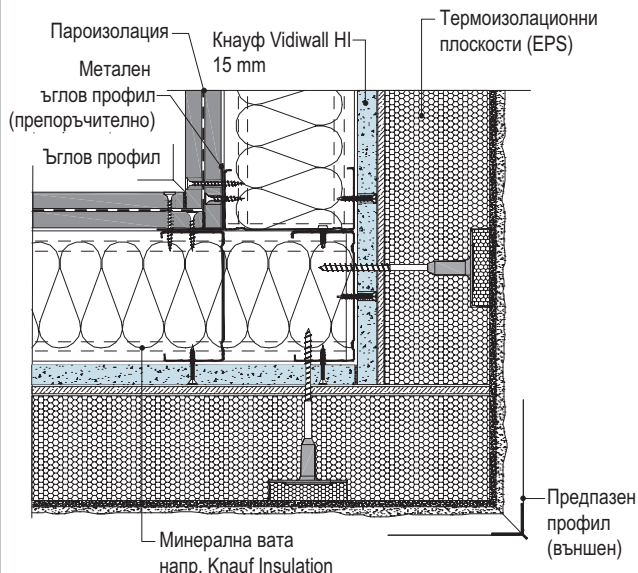 Пароизолация
Кнауф Vidiwall HI
15 mm
Термоизолационни
плоскости (EPS)
Метален
ъглов профил
(препоръчително)
Ъглов профил
Предпазен
профил
(външен)
Минерална вата
напр. Knauf Insulation